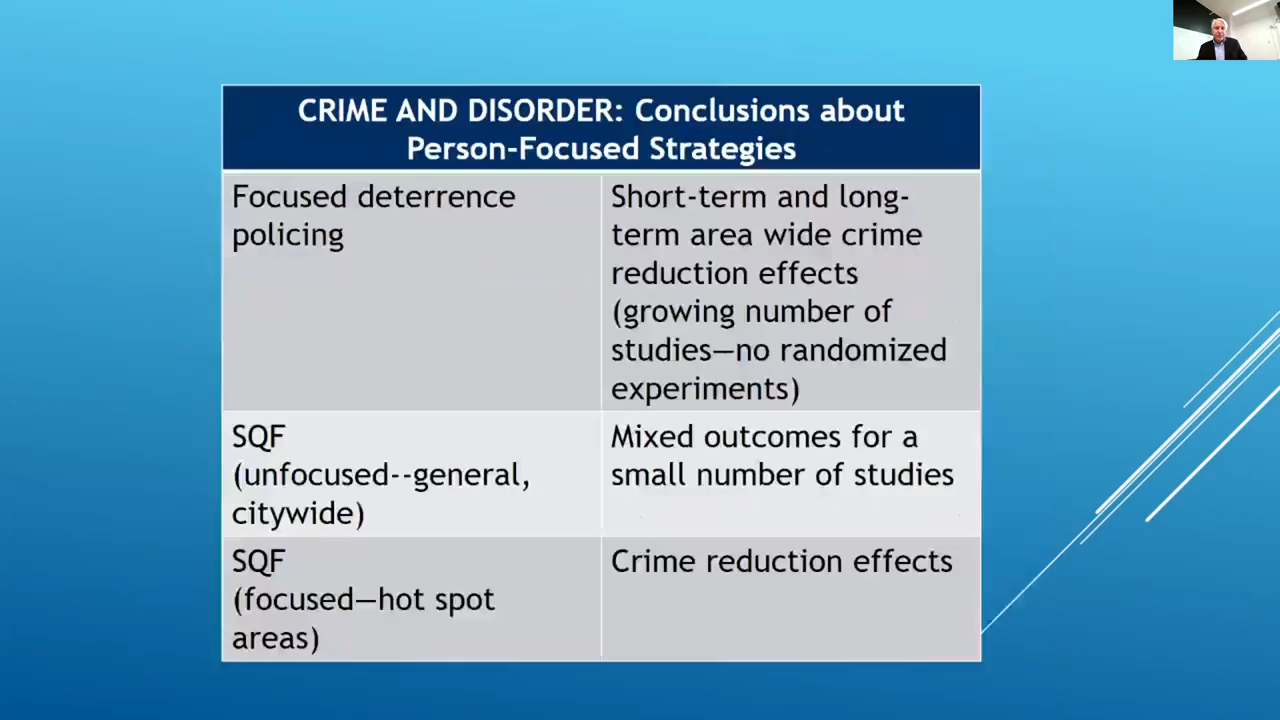 CRIME AND DISORDER: Conclusions about
Person-Focused Strategies
Focused deterrence
policing
Short-term and long-
term area wide crime
reduction effects
(growing number of
studies—no randomized
experiments)
SQF
(unfocused--general,
citywide)
Mixed outcomes for a
small number of studies
SQF
(focused—hot spot
areas)
Crime reduction effects